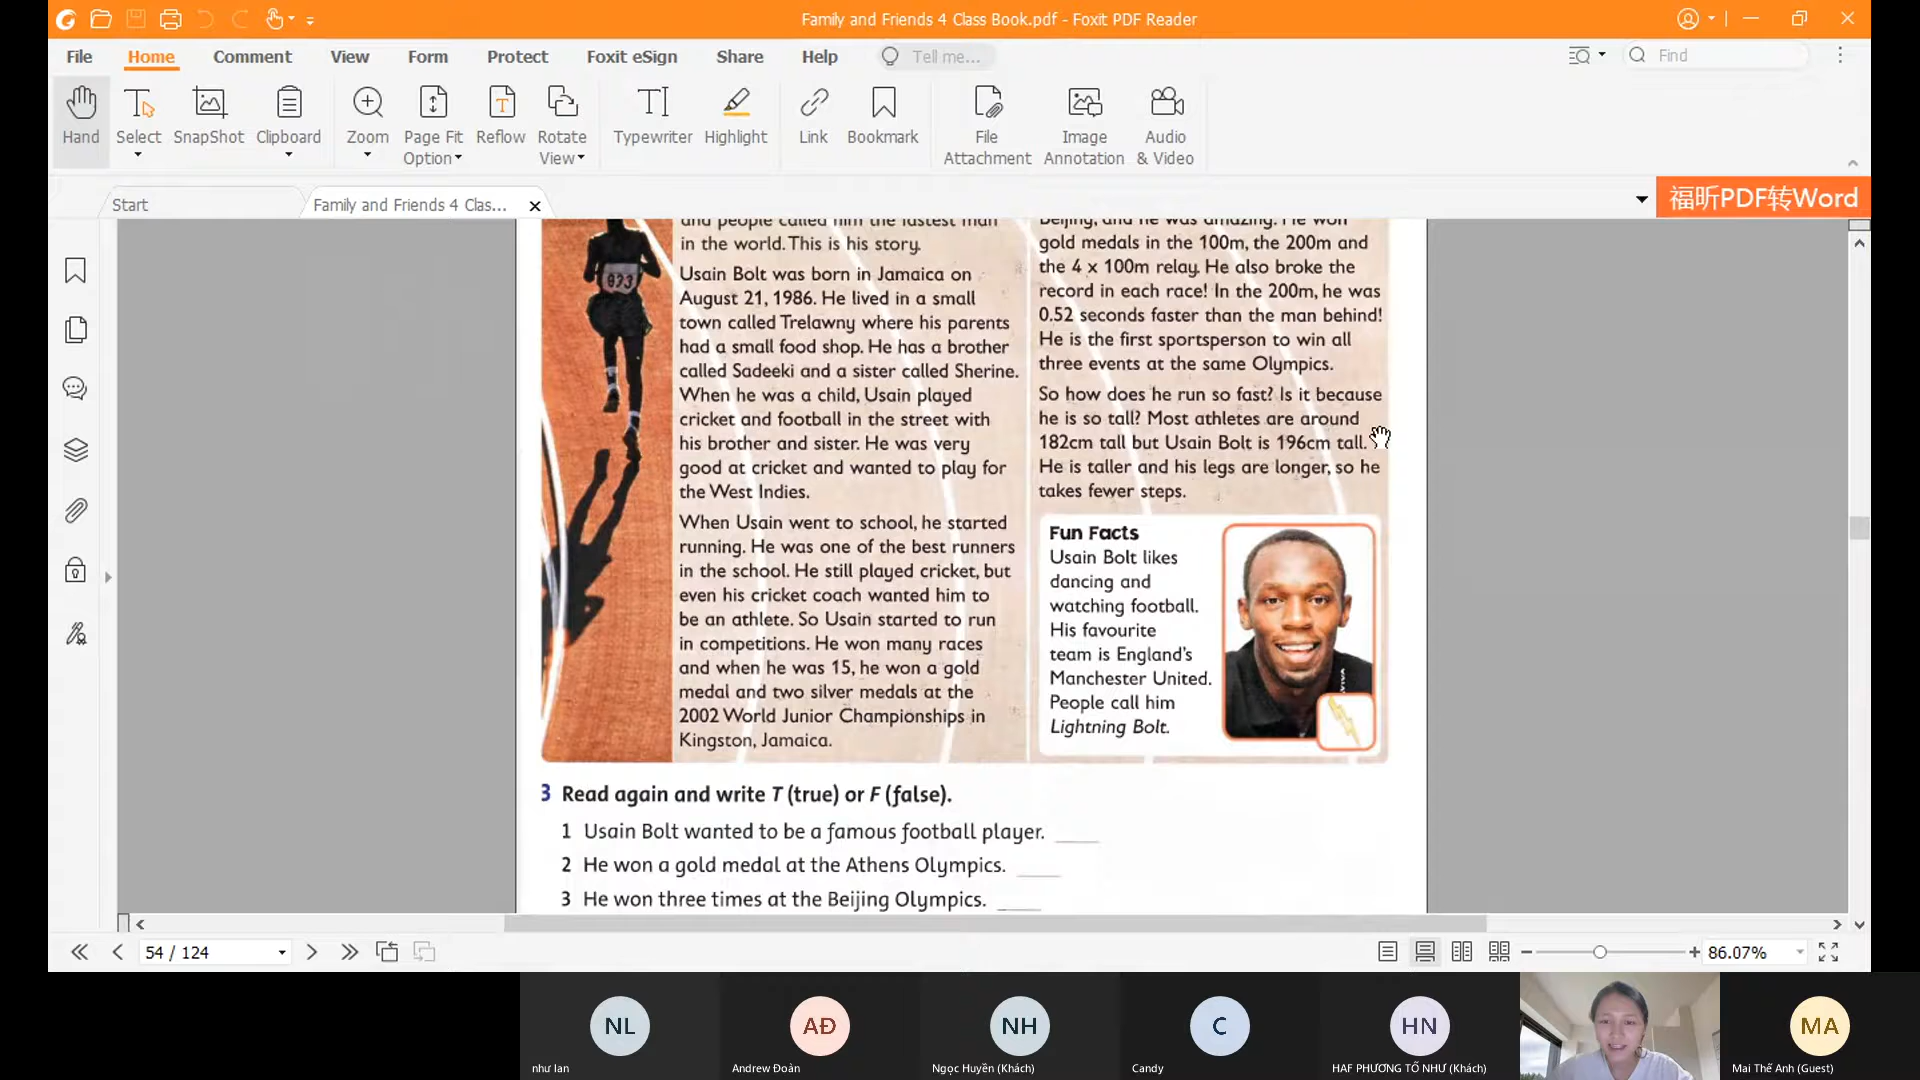 Family and Friends 4 Class Book.pdf - Foxit PDF Reader
File Home Comment View Form Protect Foxit eSign Share Help Tell me... Find
Hand Select SnapShot Clipboard Zoom Page Fit Option Reflow Rotate View Typewriter Highlight Link Bookmark File Attachment Image Annotation Audio & Video
Start
Family and Friends 4 Clas...
福昕PDF转Word
and people called him the fastest man
in the world. This is his story.
Usain Bolt was born in Jamaica on
August 21, 1986. He lived in a small
town called Trelawny where his parents
had a small food shop. He has a brother
called Sadeeki and a sister called Sherine.
When he was a child, Usain played
cricket and football in the street with
his brother and sister. He was very
good at cricket and wanted to play for
the West Indies.
When Usain went to school, he started
running. He was one of the best runners
in the school. He still played cricket, but
even his cricket coach wanted him to
be an athlete. So Usain started to run
in competitions. He won many races
and when he was 15, he won a gold
medal and two silver medals at the
2002 World Junior Championships in
Kingston, Jamaica.
Beijing, and he was amazing. He won
gold medals in the 100m, the 200m and
the 4 x 100m relay. He also broke the
record in each race! In the 200m, he was
0.52 seconds faster than the man behind!
He is the first sportsperson to win all
three events at the same Olympics.
So how does he run so fast? Is it because
he is so tall? Most athletes are around
182cm tall but Usain Bolt is 196cm tall.
He is taller and his legs are longer, so he
takes fewer steps.
Fun Facts
Usain Bolt likes
dancing and
watching football.
His favourite
team is England's
Manchester United.
People call him
Lightning Bolt.
873
3 Read again and write T (true) or F (false).
1 Usain Bolt wanted to be a famous football player. ____
2 He won a gold medal at the Athens Olympics. ____
3 He won three times at the Beijing Olympics. ____
54 / 124
86.07%
NL AĐ NH C HN MA
như lan
Andrew Đoàn
Ngọc Huyền (Khách)
Candy
HAF PHƯƠNG TỐ NHƯ (Khách)
Mai Thế Anh (Guest)